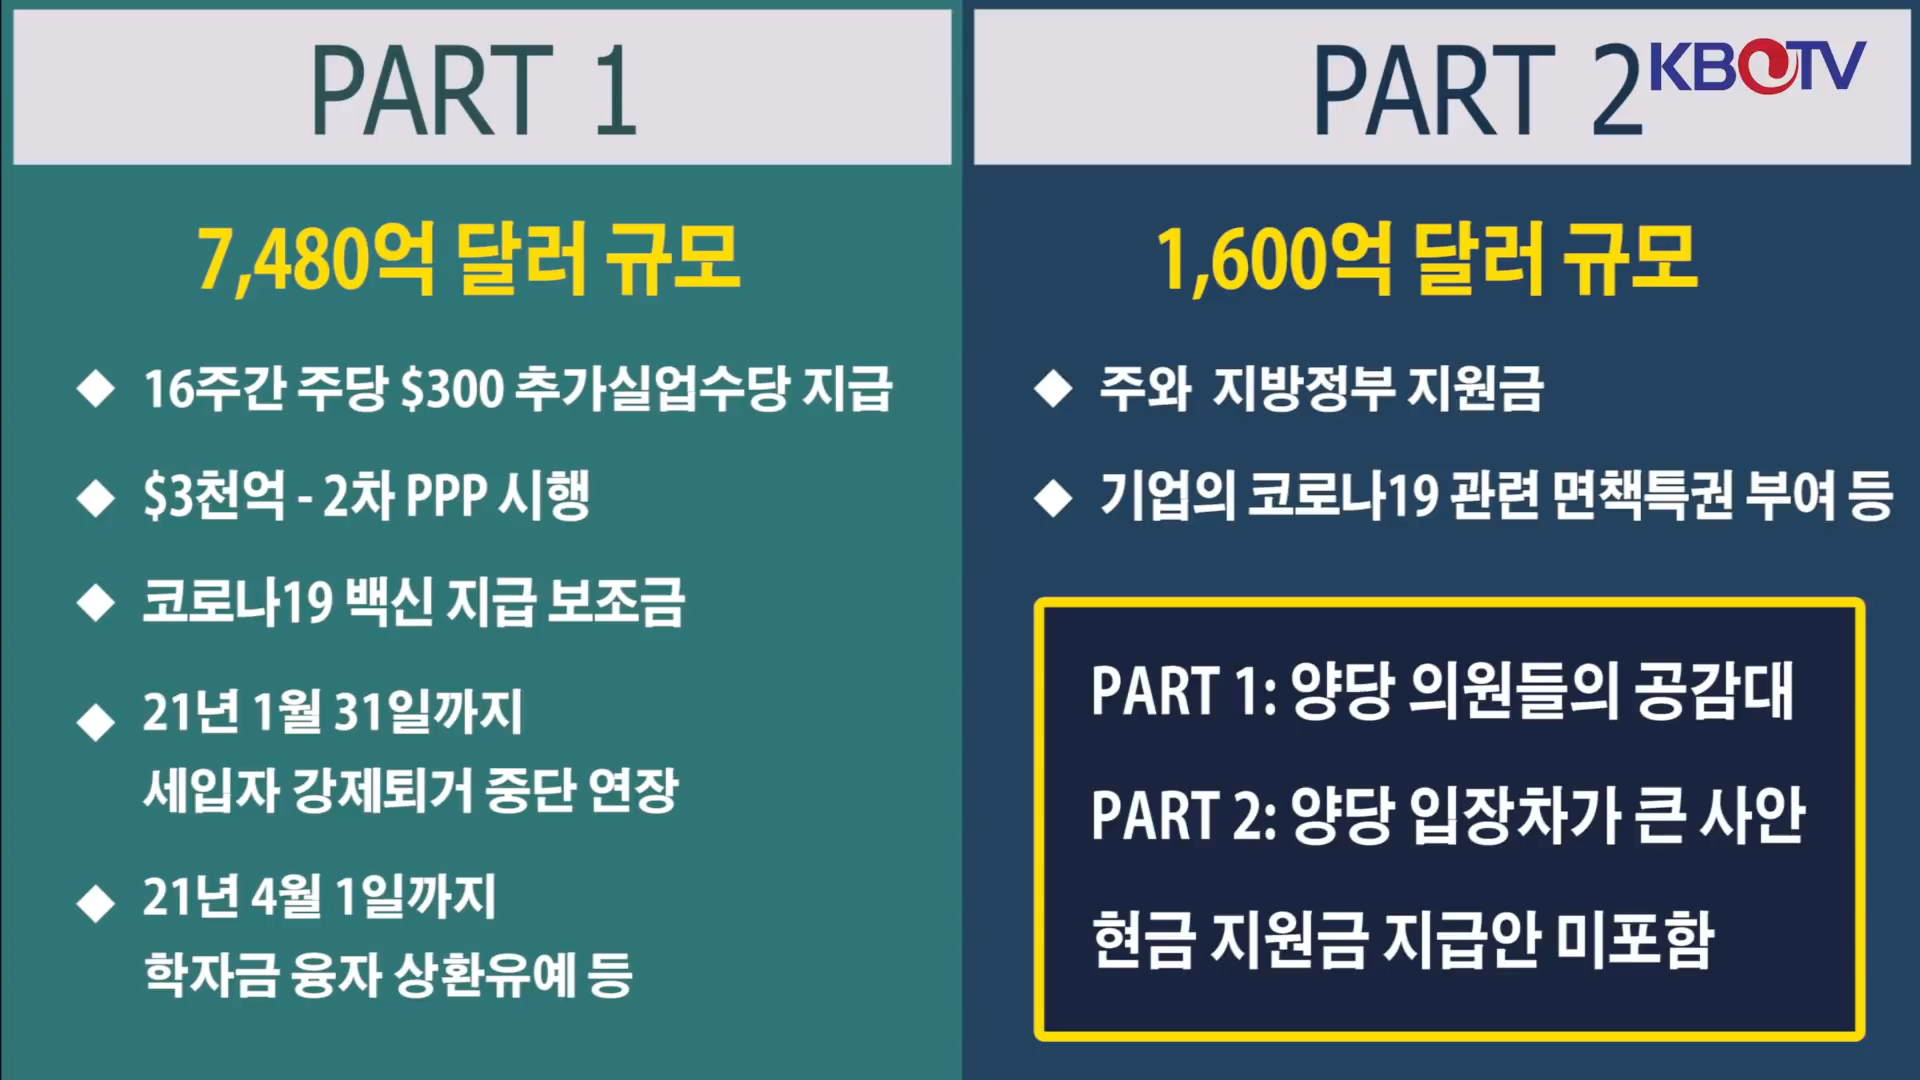 PART 1
7,480억 달러 규모
16주간 주당 $300 추가실업수당 지급
$3천억 - 2차 PPP 시행
코로나19 백신 지급 보조금
21년 1월 31일까지
세입자 강제퇴거 중단 연장
21년 4월 1일까지
학자금 융자 상환유예 등
PART 2
KBTV
1,600억 달러 규모
주와 지방정부 지원금
기업의 코로나19 관련 면책특권 부여 등
PART 1: 양당 의원들의 공감대
PART 2: 양당 입장차가 큰 사안
현금 지원금 지급안 미포함